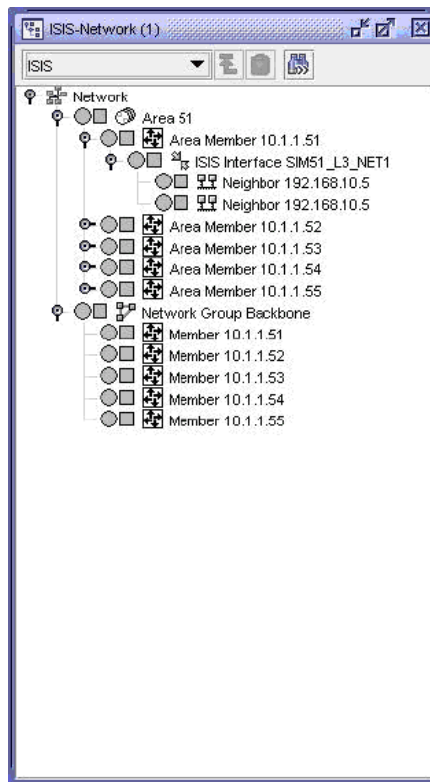 ISIS-Network (1)
ISIS
Network
Area 51
Area Member 10.1.1.51
ISIS Interface SIM51_L3_NET1
Neighbor 192.168.10.5
Neighbor 192.168.10.5
Area Member 10.1.1.52
Area Member 10.1.1.53
Area Member 10.1.1.54
Area Member 10.1.1.55
Network Group Backbone
Member 10.1.1.51
Member 10.1.1.52
Member 10.1.1.53
Member 10.1.1.54
Member 10.1.1.55